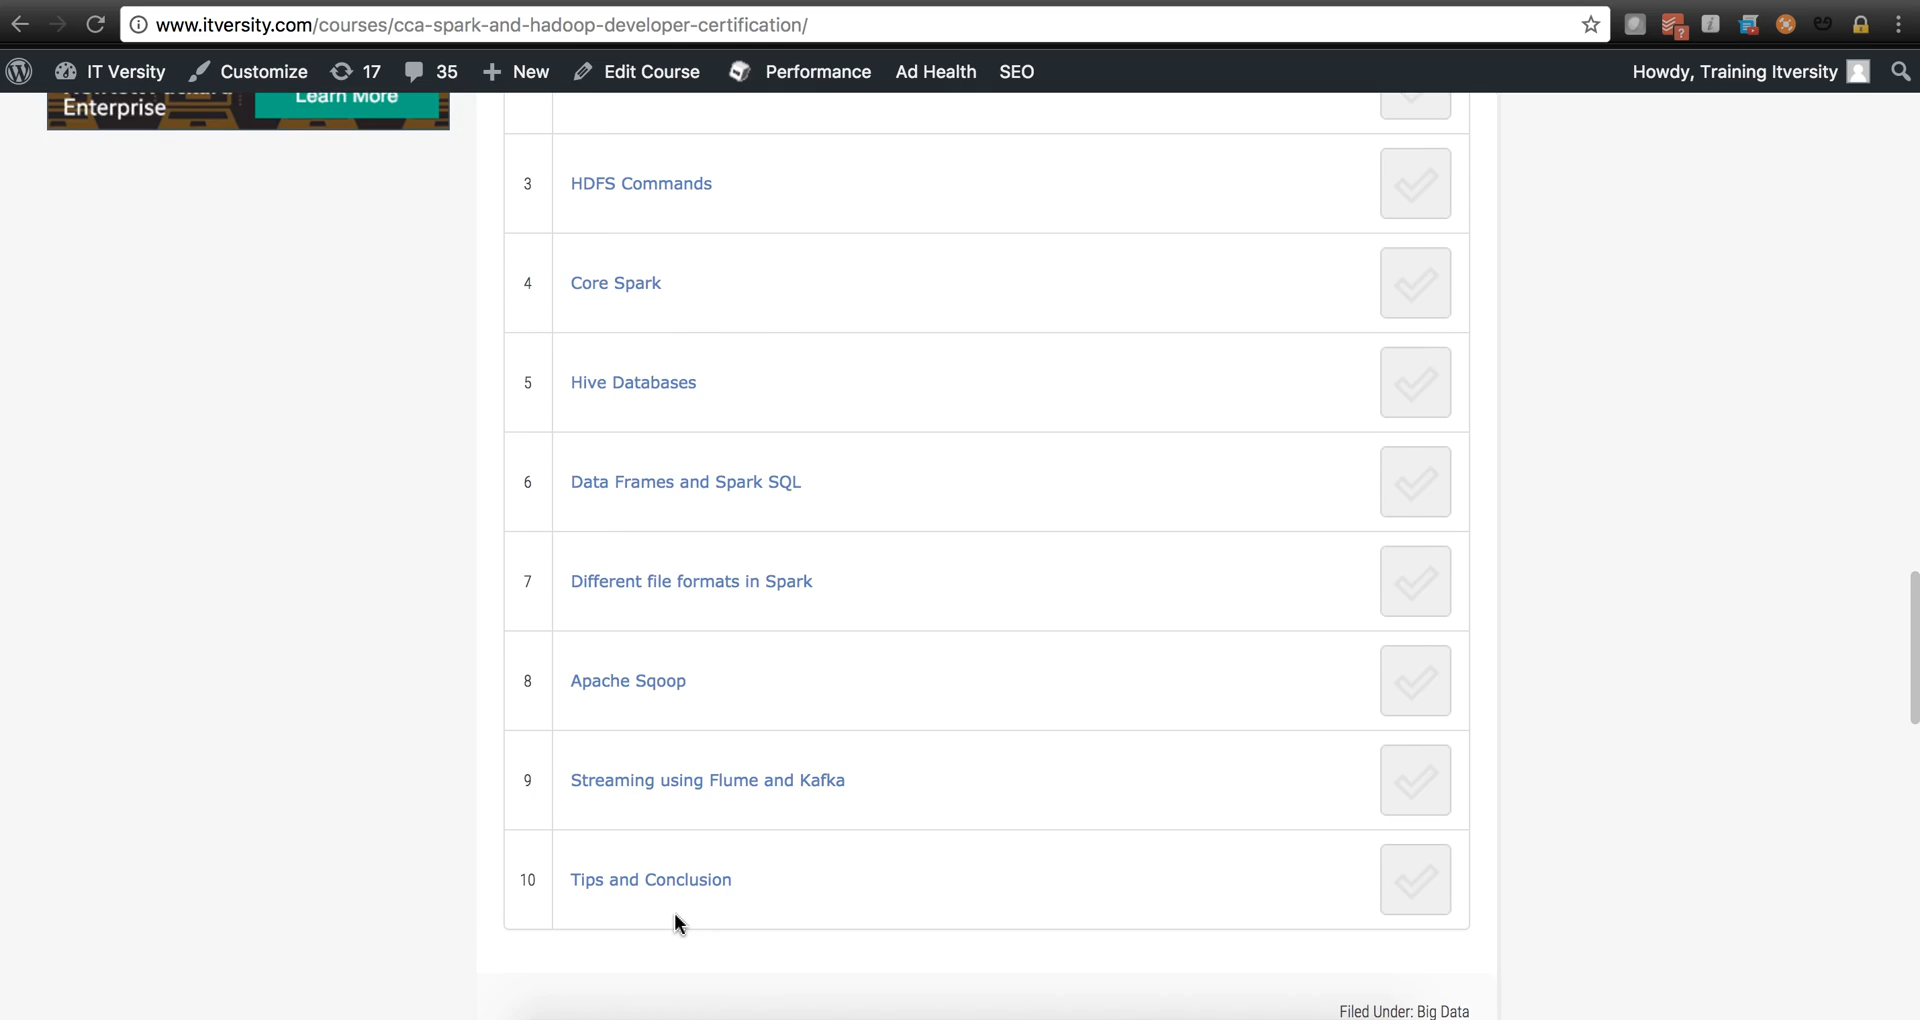 www.itversity.com/courses/cca-spark-and-hadoop-developer-certification/
IT Versity Customize 17 35 New Edit Course Performance Ad Health SEO Howdy, Training Itversity
Enterprise
Learn More
3 HDFS Commands
4 Core Spark
5 Hive Databases
6 Data Frames and Spark SQL
7 Different file formats in Spark
8 Apache Sqoop
9 Streaming using Flume and Kafka
10 Tips and Conclusion
Filed Under: Big Data